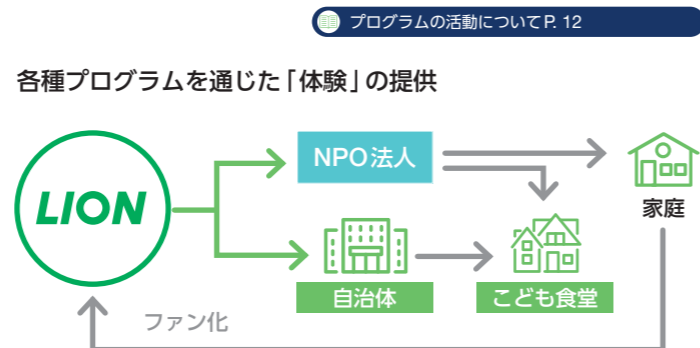 プログラムの活動についてP. 12
各種プログラムを通じた「体験」の提供
LION
NPO法人
家庭
自治体
こども食堂
ファン化